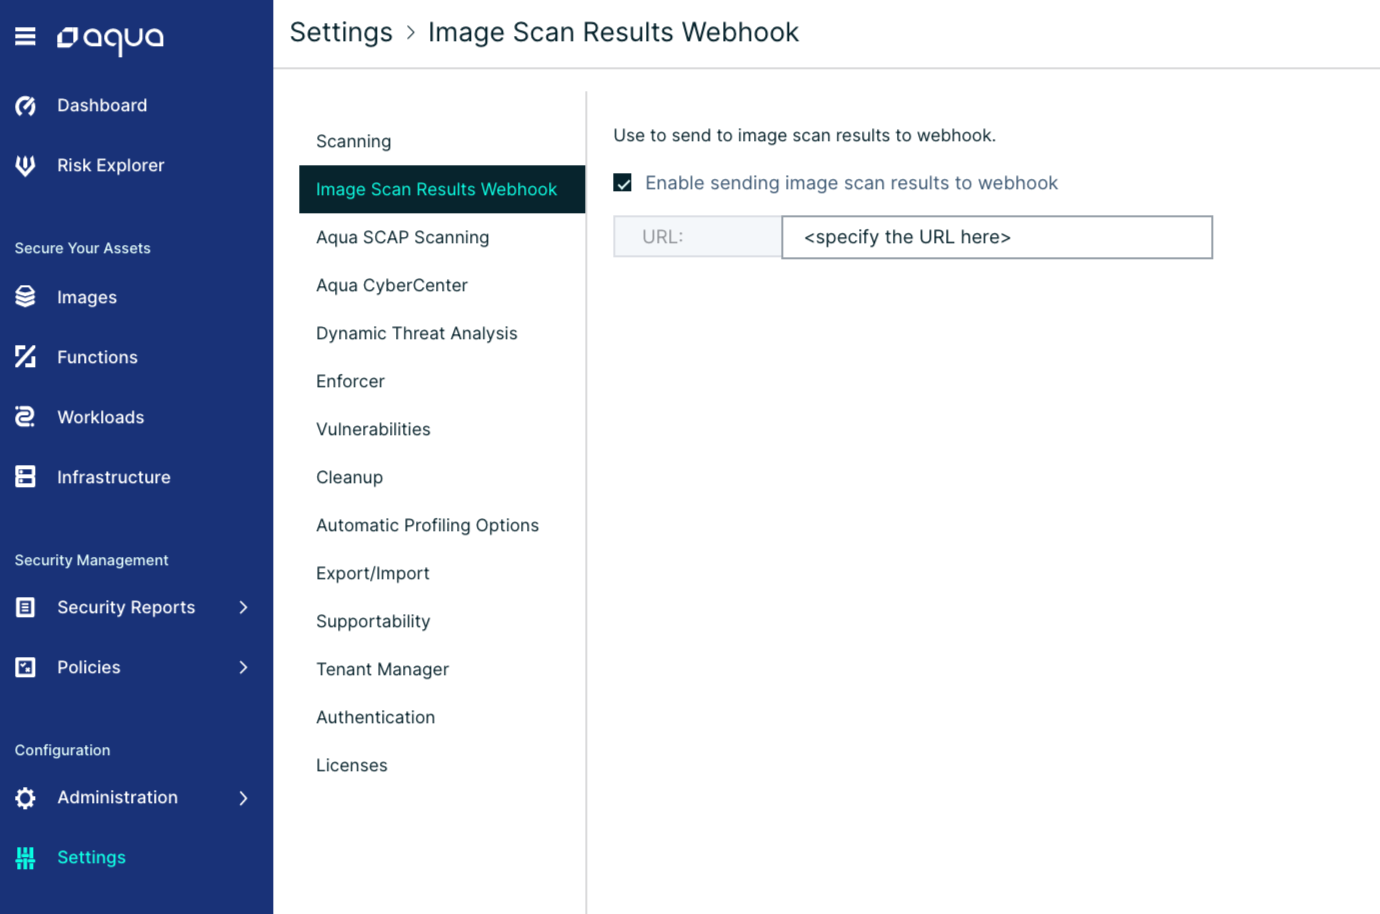 aqua
Dashboard
Risk Explorer
Secure Your Assets
Images
Functions
Workloads
Infrastructure
Security Management
Security Reports
Policies
Configuration
Administration
Settings
Settings > Image Scan Results Webhook
Scanning
Image Scan Results Webhook
Aqua SCAP Scanning
Aqua CyberCenter
Dynamic Threat Analysis
Enforcer
Vulnerabilities
Cleanup
Automatic Profiling Options
Export/Import
Supportability
Tenant Manager
Authentication
Licenses
Use to send to image scan results to webhook.
Enable sending image scan results to webhook
URL: <specify the URL here>